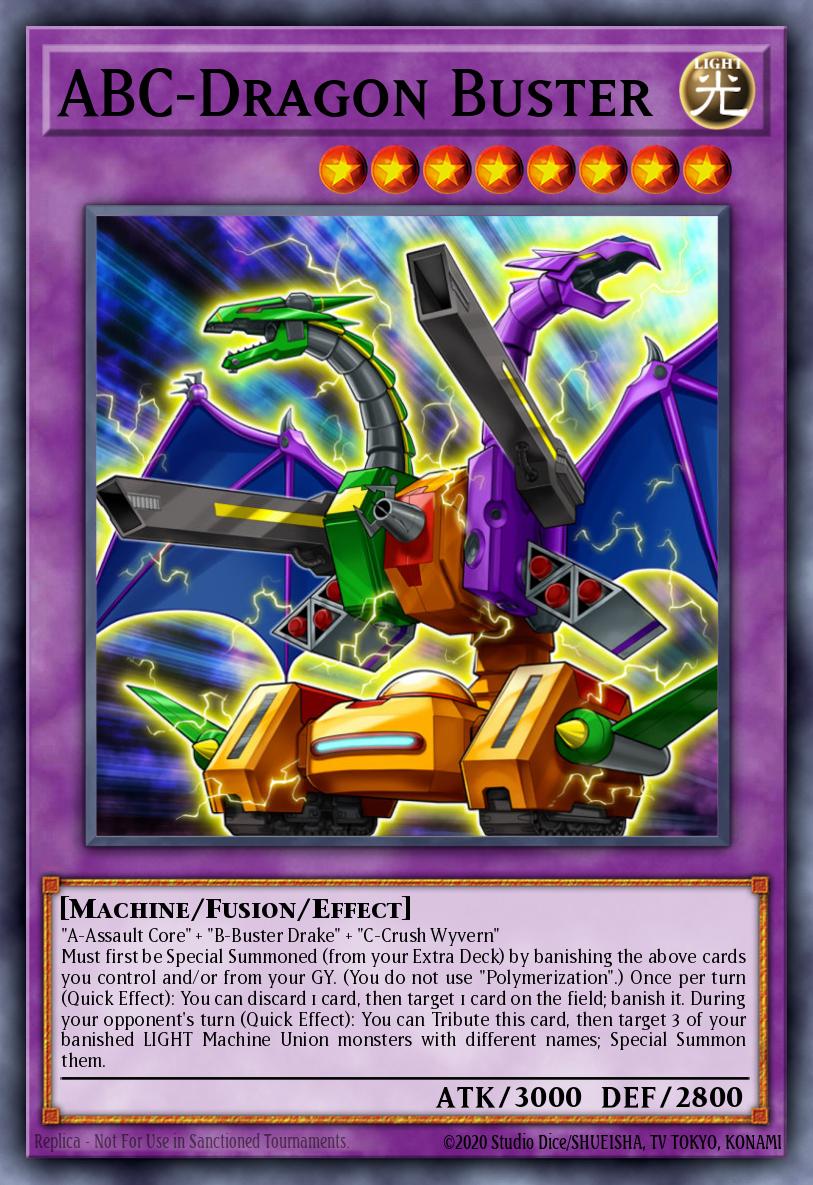 ABC-Dragon Buster
LIGHT
光
[Machine/Fusion/Effect]
"A-Assault Core" + "B-Buster Drake" + "C-Crush Wyvern"
Must first be Special Summoned (from your Extra Deck) by banishing the above cards
you control and/or from your GY. (You do not use "Polymerization".) Once per turn
(Quick Effect): You can discard 1 card, then target 1 card on the field; banish it. During
your opponent's turn (Quick Effect): You can Tribute this card, then target 3 of your
banished LIGHT Machine Union monsters with different names; Special Summon
them.
ATK/3000 DEF/2800
Replica - Not For Use in Sanctioned Tournaments.
©2020 Studio Dice/SHUEISHA, TV TOKYO, KONAMI